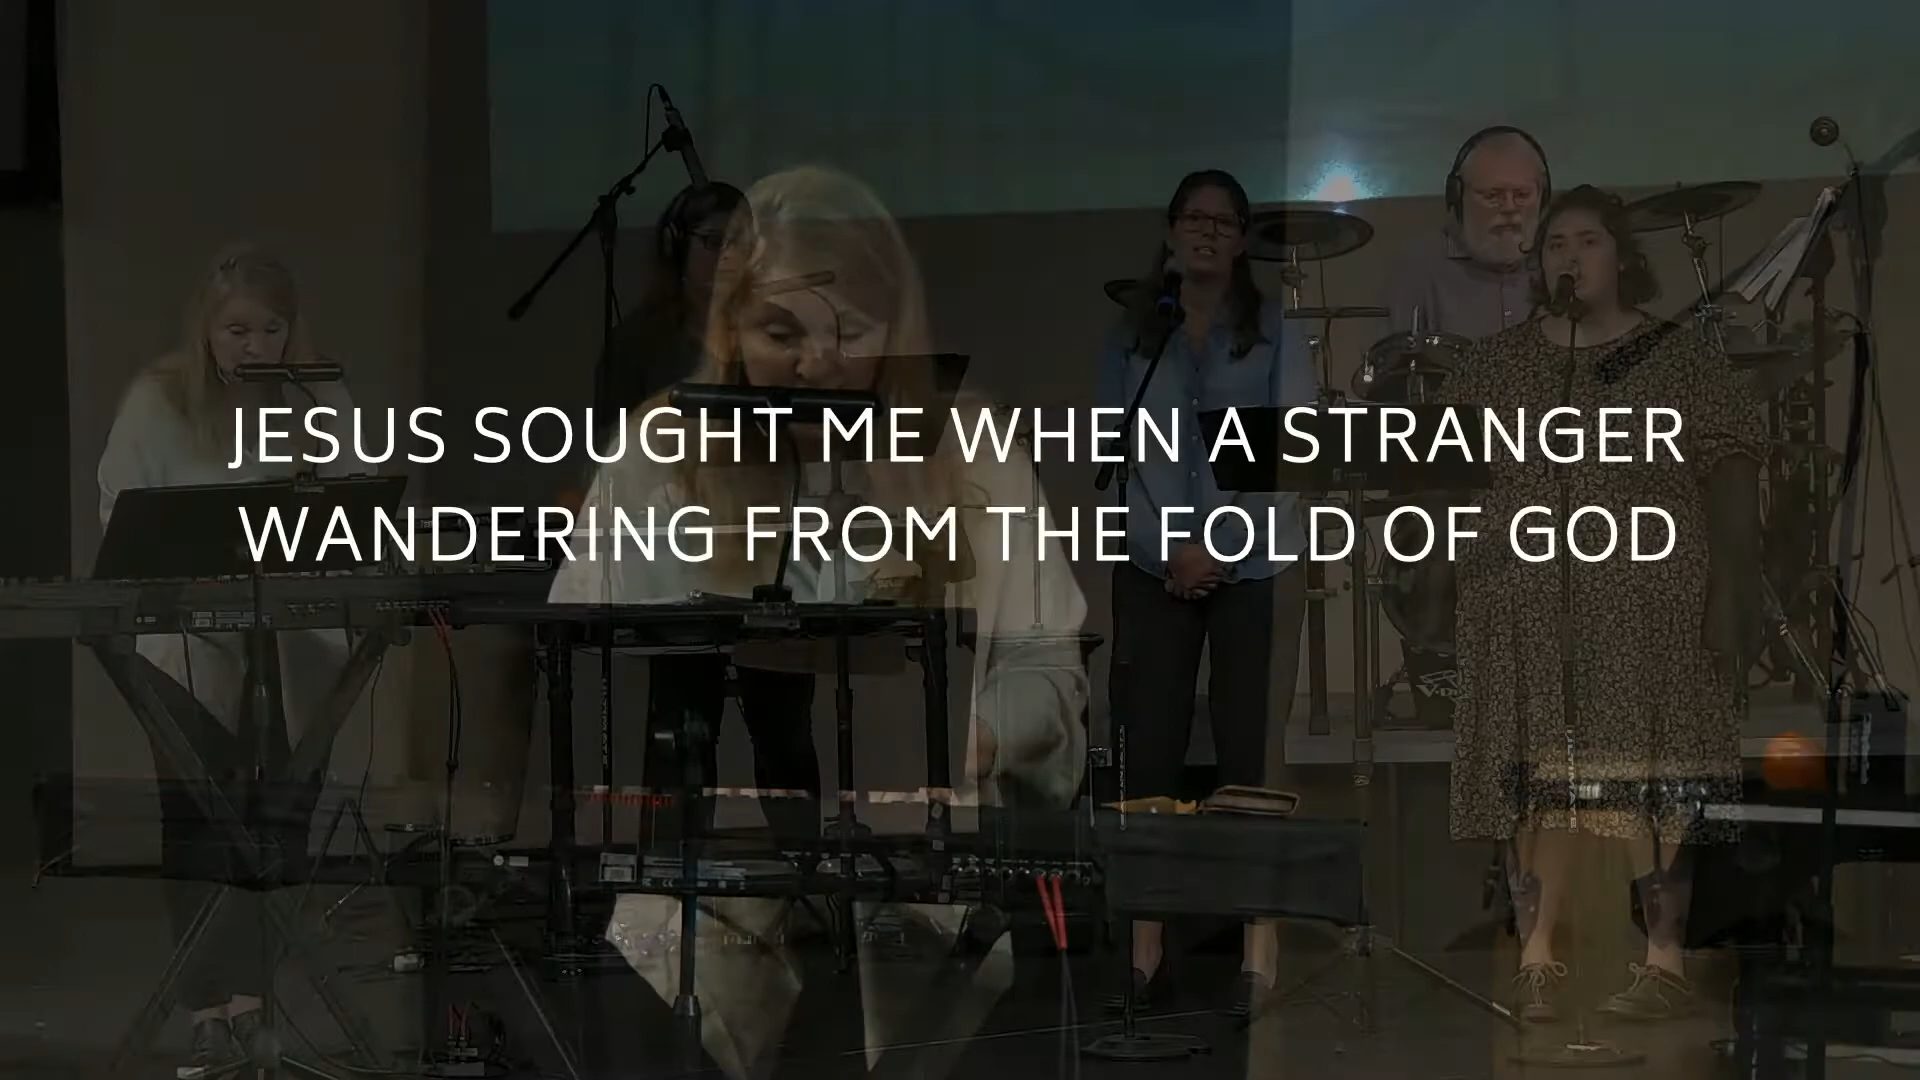 JESUS SOUGHT ME WHEN A STRANGER
WANDERING FROM THE FOLD OF GOD